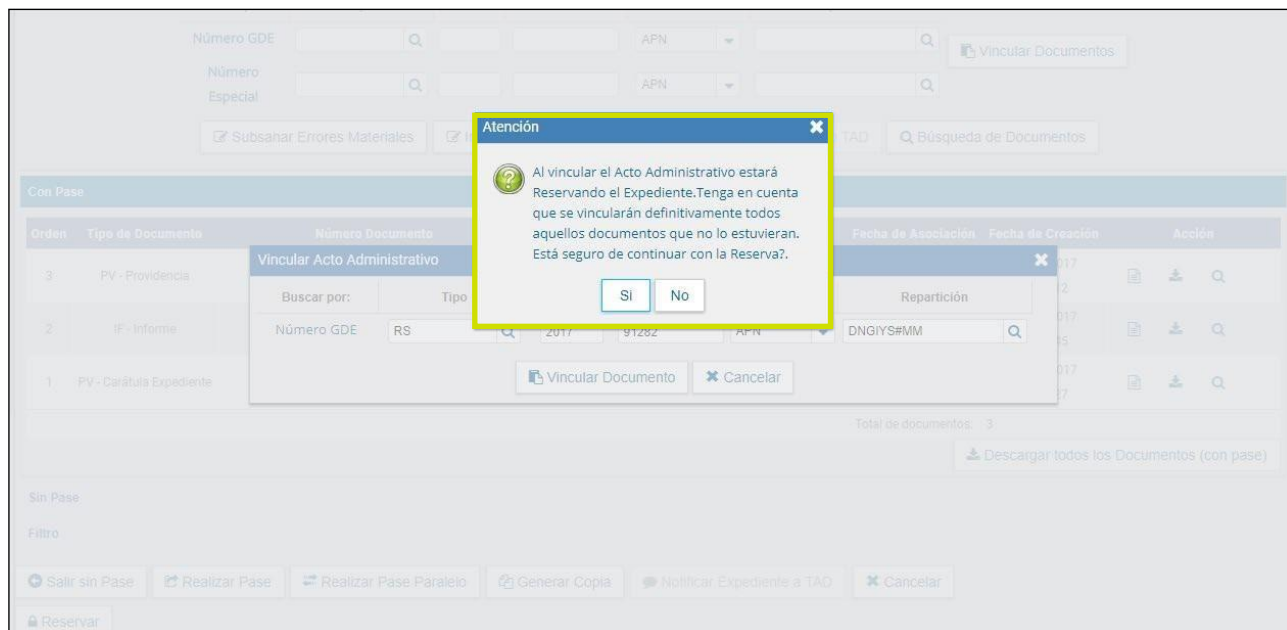 Número GDE APN Vincular Documentos
Número
Especial APN
Subsanar Errores Materiales TAD Búsqueda de Documentos
Atención
Al vincular el Acto Administrativo estará
Reservando el Expediente.Tenga en cuenta
que se vincularán definitivamente todos
aquellos documentos que no lo estuvieran.
Está seguro de continuar con la Reserva?.
Si No
Con Pase
Orden Tipo de Documento Número Documento Fecha de Asociación Fecha de Creación Acción
3 PV - Providencia
2 IF - Informe
1 PV - Carátula Expediente
Vincular Acto Administrativo
Buscar por: Tipo Repartición
Número GDE RS 2017 91282 APN DNGIYS#MM
Vincular Documento Cancelar
Total de documentos: 3
Descargar todos los Documentos (con pase)
Sin Pase
Filtro
Salir sin Pase Realizar Pase Realizar Pase Paralelo Generar Copia Notificar Expediente a TAD Cancelar
Reservar